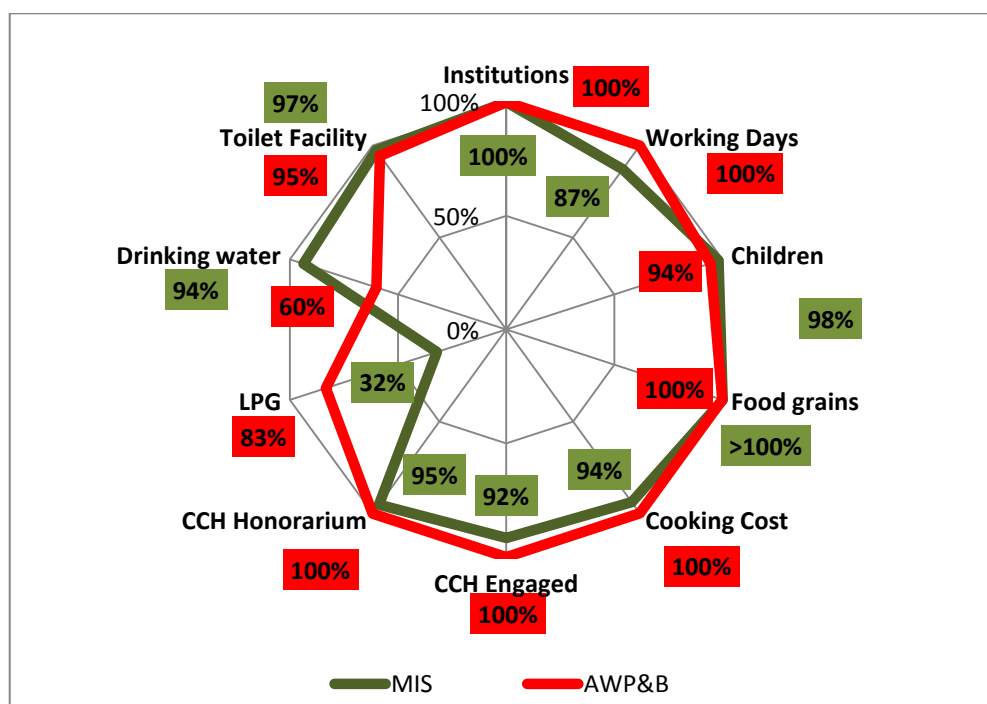 Institutions
100%
97%
100%
Toilet Facility
Working Days
100%
95%
100%
87%
50%
Drinking water
Children
94%
94%
60%
98%
0%
32%
100%
LPG
Food grains
83%
>100%
95%
94%
92%
CCH Honorarium
Cooking Cost
100%
100%
CCH Engaged
100%
MIS
AWP&B